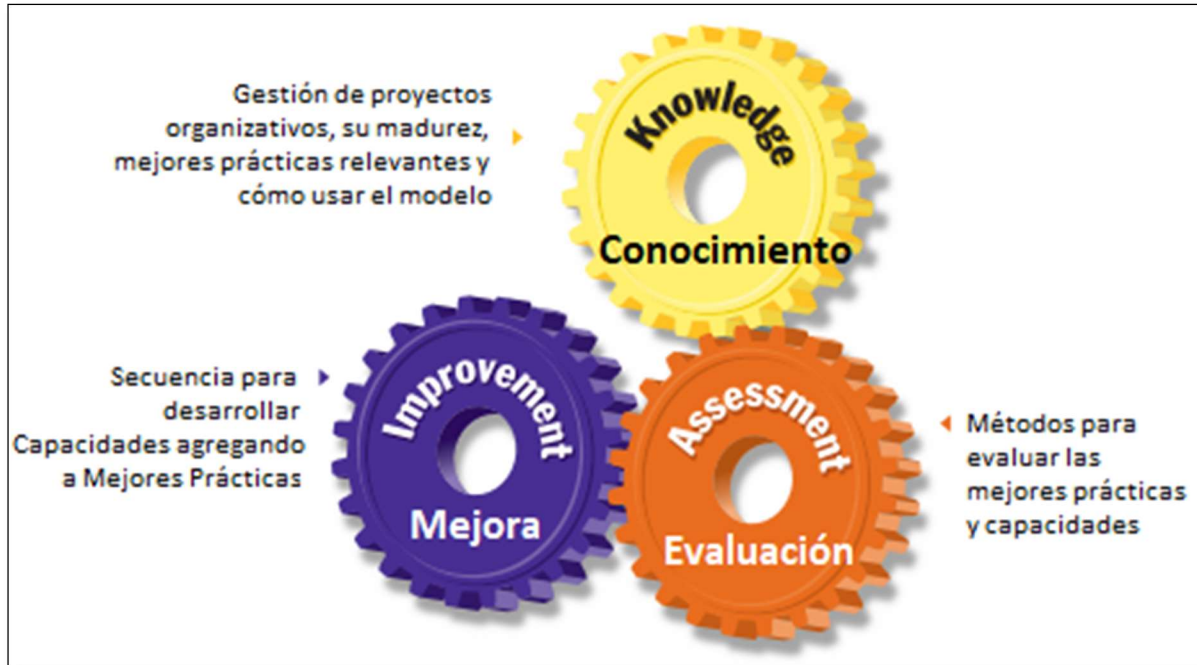 Knowledge
Conocimiento
Gestión de proyectos
organizativos, su madurez,
mejores prácticas relevantes y
cómo usar el modelo
Improvement
Mejora
Secuencia para
desarrollar
Capacidades agregando
a Mejores Prácticas
Assessment
Evaluación
Métodos para
evaluar las
mejores prácticas
y capacidades